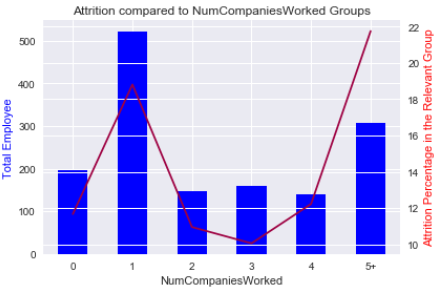 Attrition compared to NumCompaniesWorked Groups
Total Employee
500
400
300
200
100
0
22
20
18
16
14
12
10
Attrition Percentage in the Relevant Group
0 1 2 3 4 5+
NumCompaniesWorked